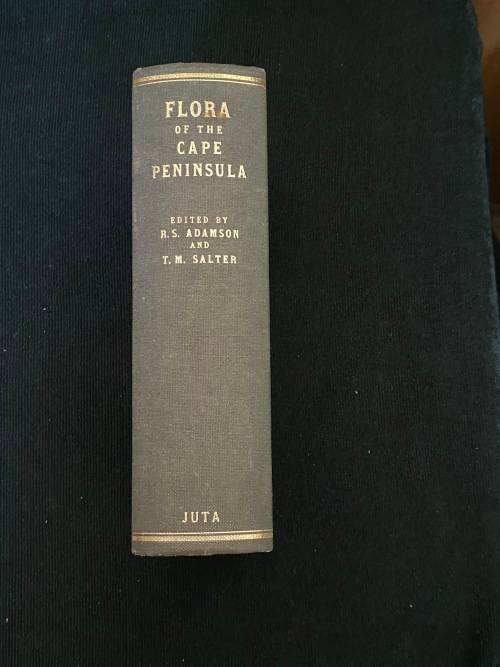 FLORA
OF THE
CAPE
PENINSULA
EDITED BY
R.S. ADAMSON
AND
T.M. SALTER
JUTA